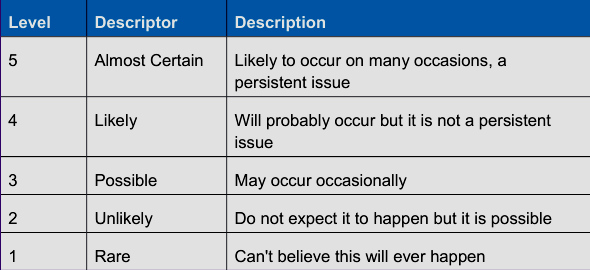 Level Descriptor Description
5 Almost Certain Likely to occur on many occasions, a
persistent issue
4 Likely Will probably occur but it is not a persistent
issue
3 Possible May occur occasionally
2 Unlikely Do not expect it to happen but it is possible
1 Rare Can't believe this will ever happen